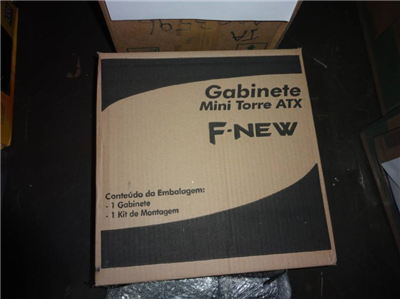 Gabinete
Mini Torre ATX
F-NEW
Conteúdo da Embalagem:
- 1 Gabinete
- 1 Kit de Montagem